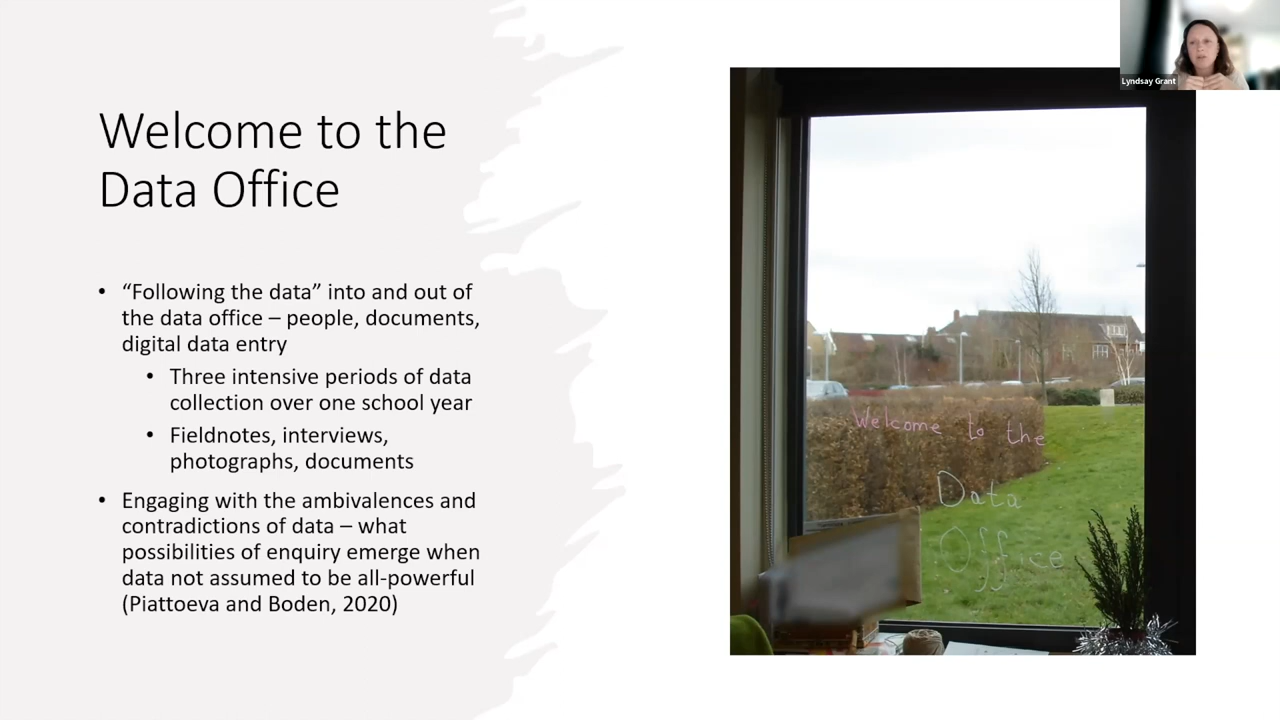 Welcome to the
Data Office
• “Following the data” into and out of
the data office – people, documents,
digital data entry
• Three intensive periods of data
collection over one school year
• Fieldnotes, interviews,
photographs, documents
• Engaging with the ambivalences and
contradictions of data – what
possibilities of enquiry emerge when
data not assumed to be all-powerful
(Piattoeva and Boden, 2020)
Welcome to the
Data
Office
Lyndsay Grant